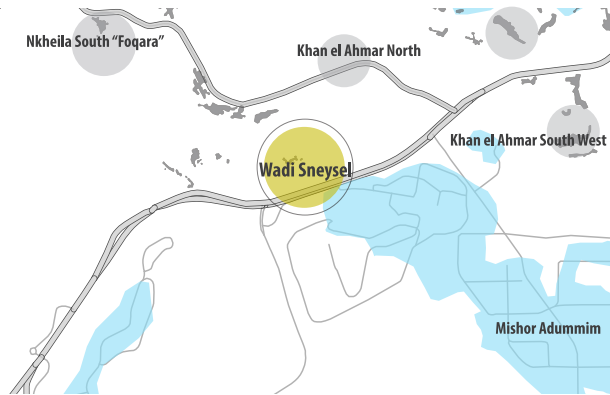 Nkheila South "Foqara"
Khan el Ahmar North
Khan el Ahmar South West
Wadi Sneysel
Mishor Adummim